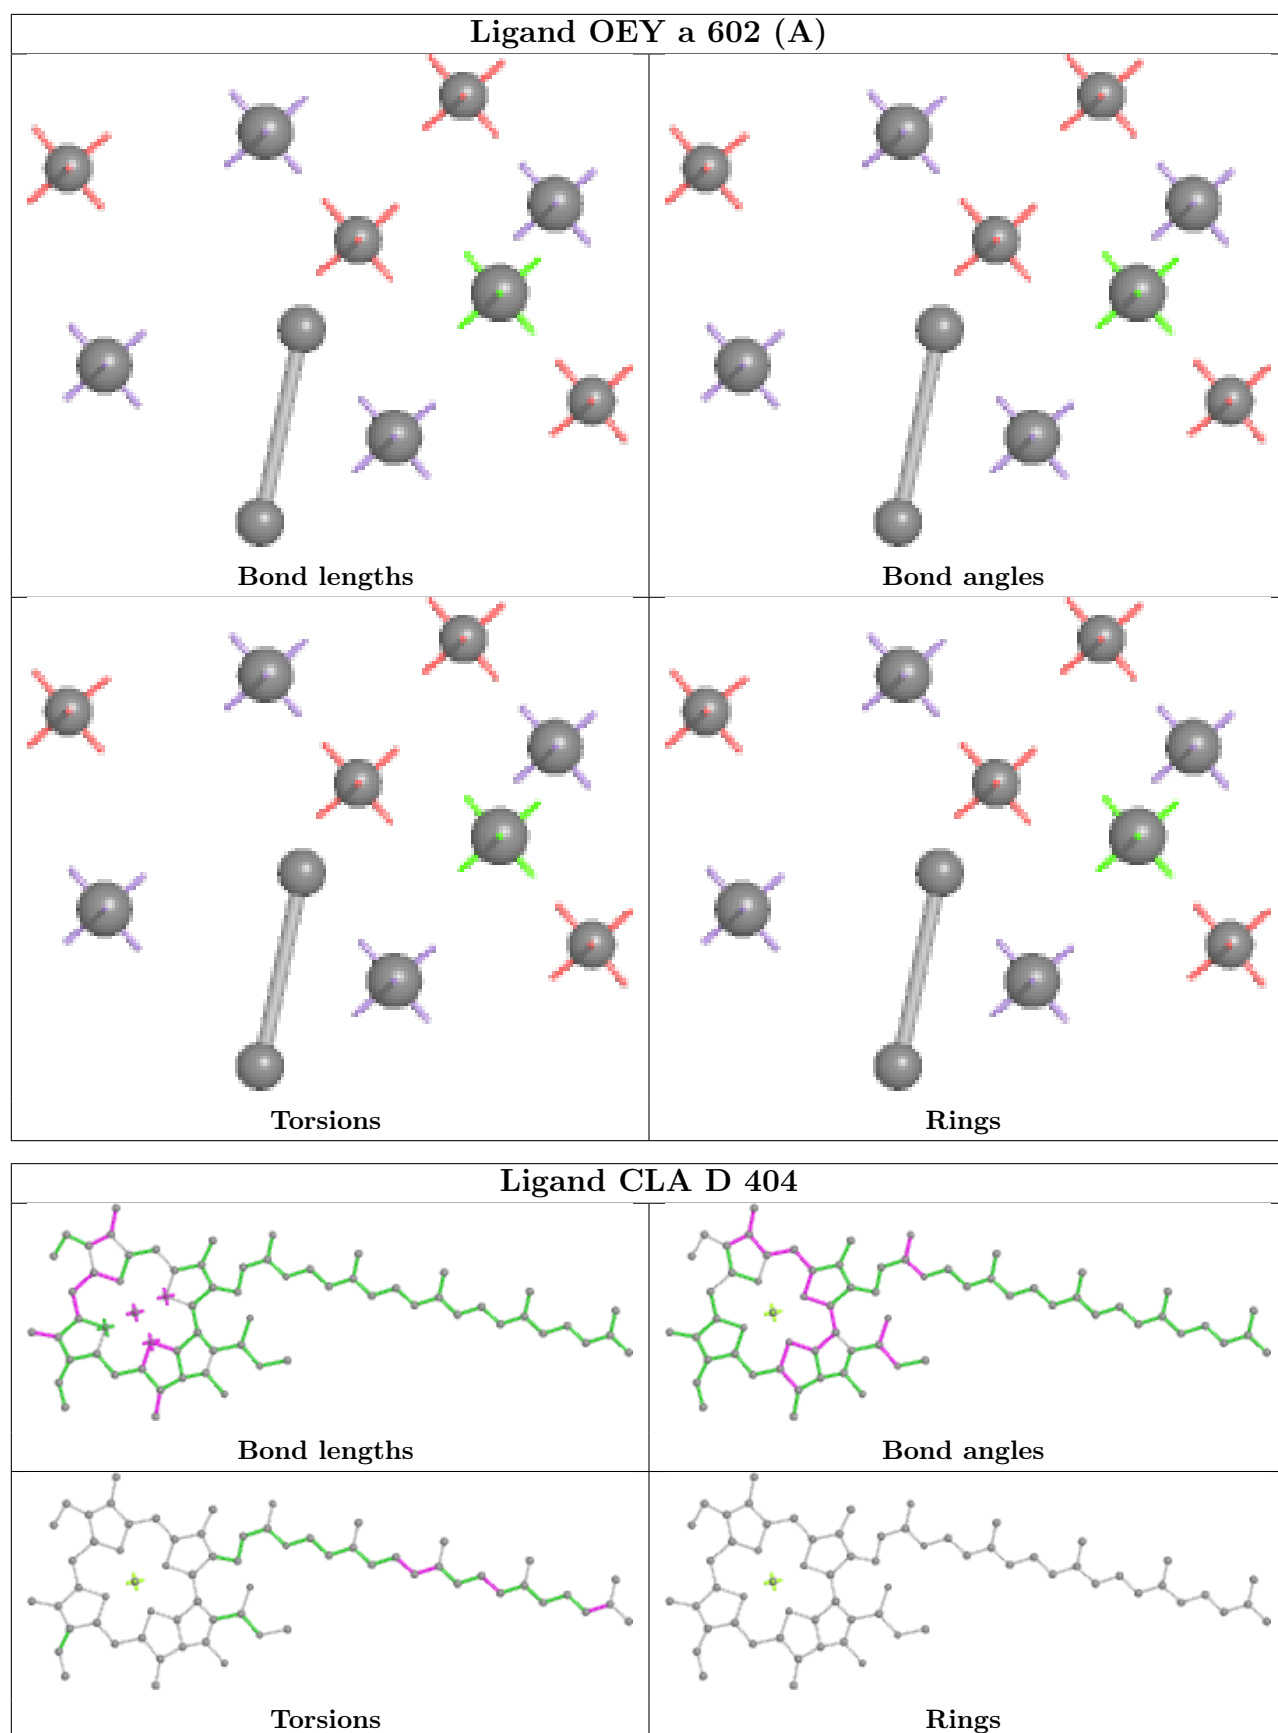 Ligand OEY a 602 (A)
Bond lengths
Bond angles
Torsions
Rings
Ligand CLA D 404
Bond lengths
Bond angles
Torsions
Rings